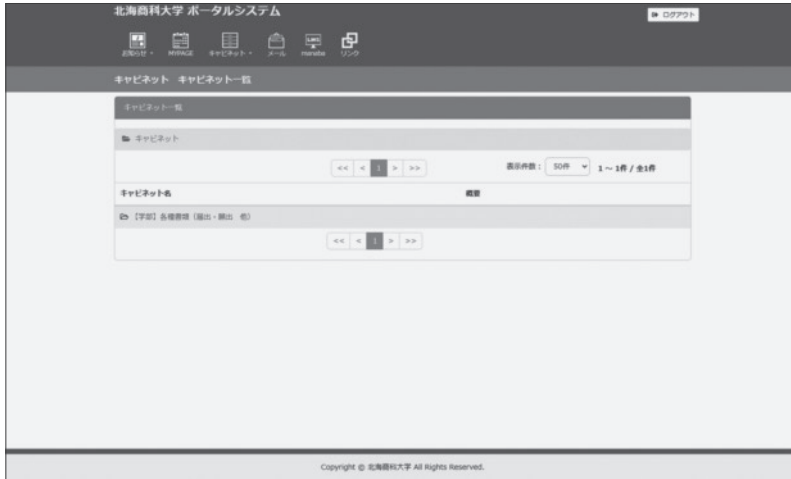 北海商科大学 ポータルシステム
ログアウト
お知らせ MYPAGE キャビネット メール manaba リンク
キャビネット キャビネット一覧
キャビネット一覧
キャビネット
<< < 1 > >> 表示件数： 50件 1 ～ 1件 / 全1件
キャビネット名 概要
【学部】各種書類（届出・願出 他）
<< < 1 > >>
Copyright © 北海商科大学 All Rights Reserved.